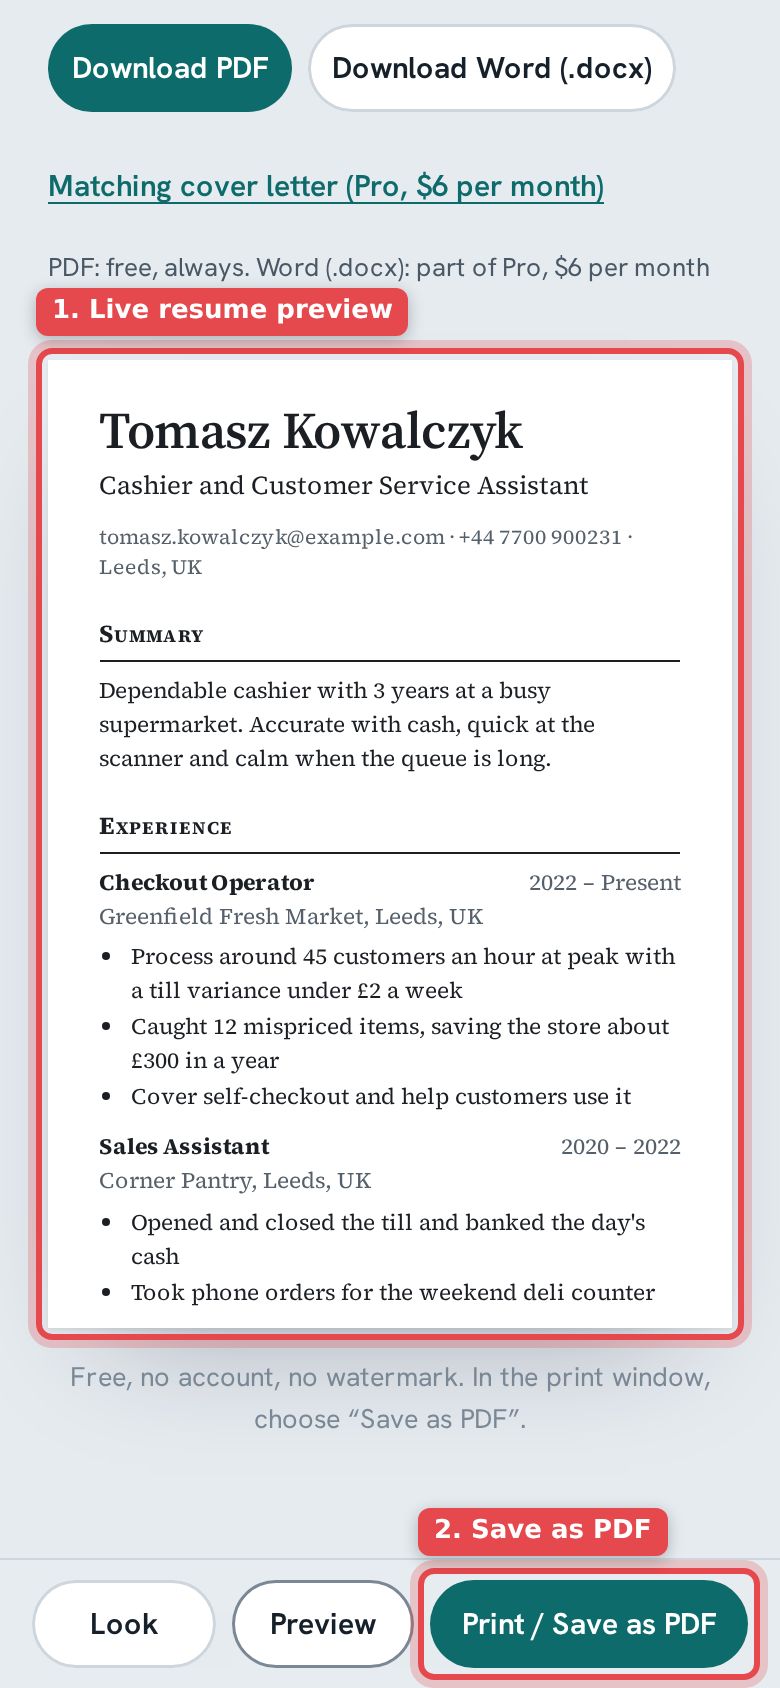 Download PDF
Download Word (.docx)
Matching cover letter (Pro, $6 per month)
PDF: free, always. Word (.docx): part of Pro, $6 per month
1. Live resume preview
Tomasz Kowalczyk
Cashier and Customer Service Assistant
tomasz.kowalczyk@example.com · +44 7700 900231 ·
Leeds, UK
Summary
Dependable cashier with 3 years at a busy
supermarket. Accurate with cash, quick at the
scanner and calm when the queue is long.
Experience
Checkout Operator 2022 – Present
Greenfield Fresh Market, Leeds, UK
• Process around 45 customers an hour at peak with
a till variance under £2 a week
• Caught 12 mispriced items, saving the store about
£300 in a year
• Cover self-checkout and help customers use it
Sales Assistant 2020 – 2022
Corner Pantry, Leeds, UK
• Opened and closed the till and banked the day's
cash
• Took phone orders for the weekend deli counter
Free, no account, no watermark. In the print window,
choose “Save as PDF”.
2. Save as PDF
Look
Preview
Print / Save as PDF